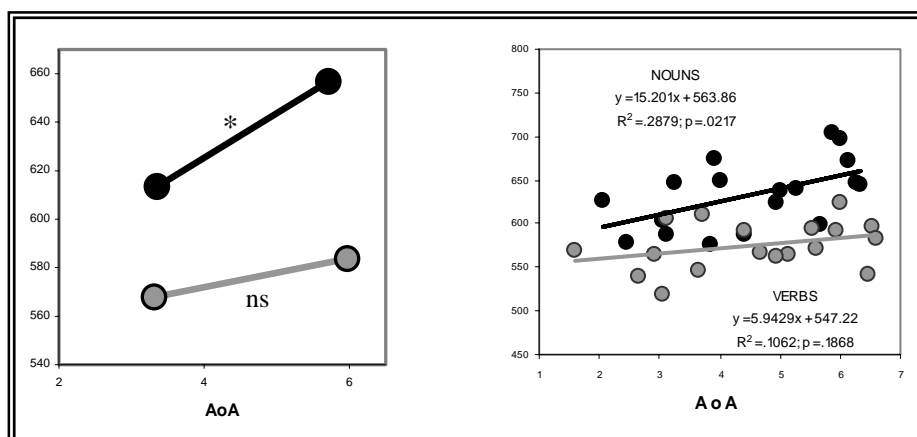 660
640
620
600
580
560
540
2 4 6
AoA
*
ns
800
750
700
650
600
550
500
450
1 2 3 4 5 6 7
A o A
NOUNS
y =15.201x + 563.86
R² =.2879; p =.0217
VERBS
y =5.9429x + 547.22
R² =.1062; p =.1868